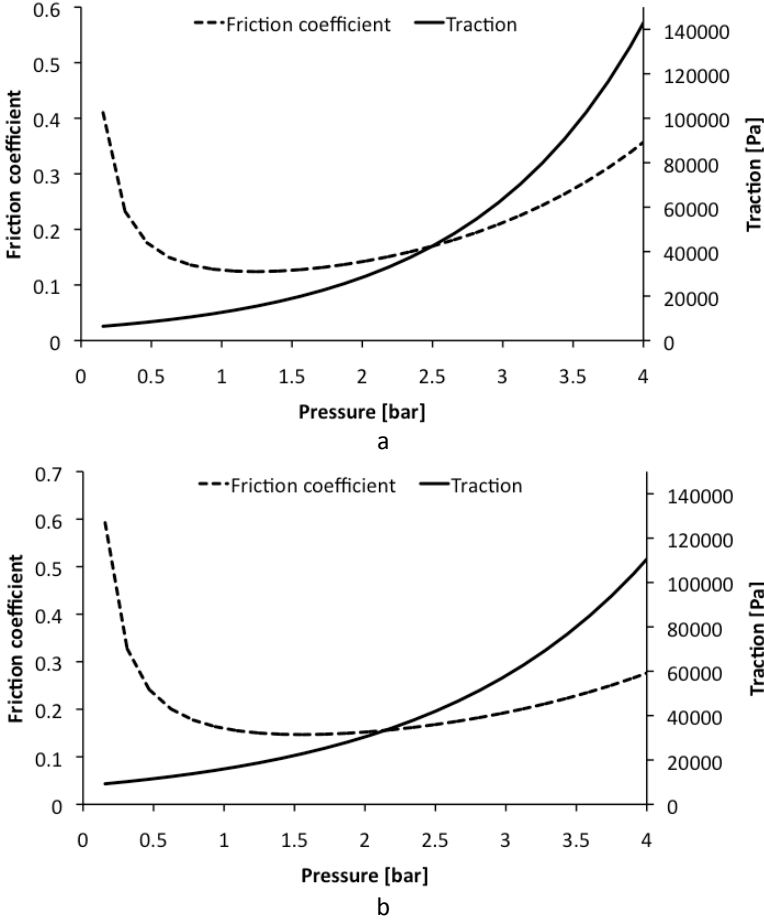 0.6
0.5
0.4
0.3
0.2
0.1
0
Friction coefficient
Friction coefficient Traction
140000
120000
100000
80000
60000
40000
20000
0
Traction [Pa]
0 0.5 1 1.5 2 2.5 3 3.5 4
Pressure [bar]
a
0.7
0.6
0.5
0.4
0.3
0.2
0.1
0
Friction coefficient
Friction coefficient Traction
140000
120000
100000
80000
60000
40000
20000
0
Traction [Pa]
0 0.5 1 1.5 2 2.5 3 3.5 4
Pressure [bar]
b